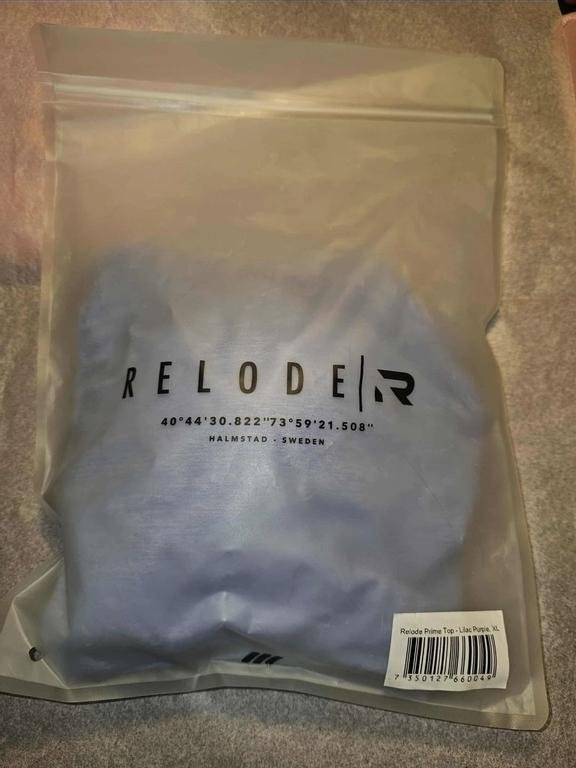 RELODE R
40°44'30.822"73°59'21.508"
HALMSTAD - SWEDEN
Relode Prime Top - Lilac Purple, XL
7 350127 660049